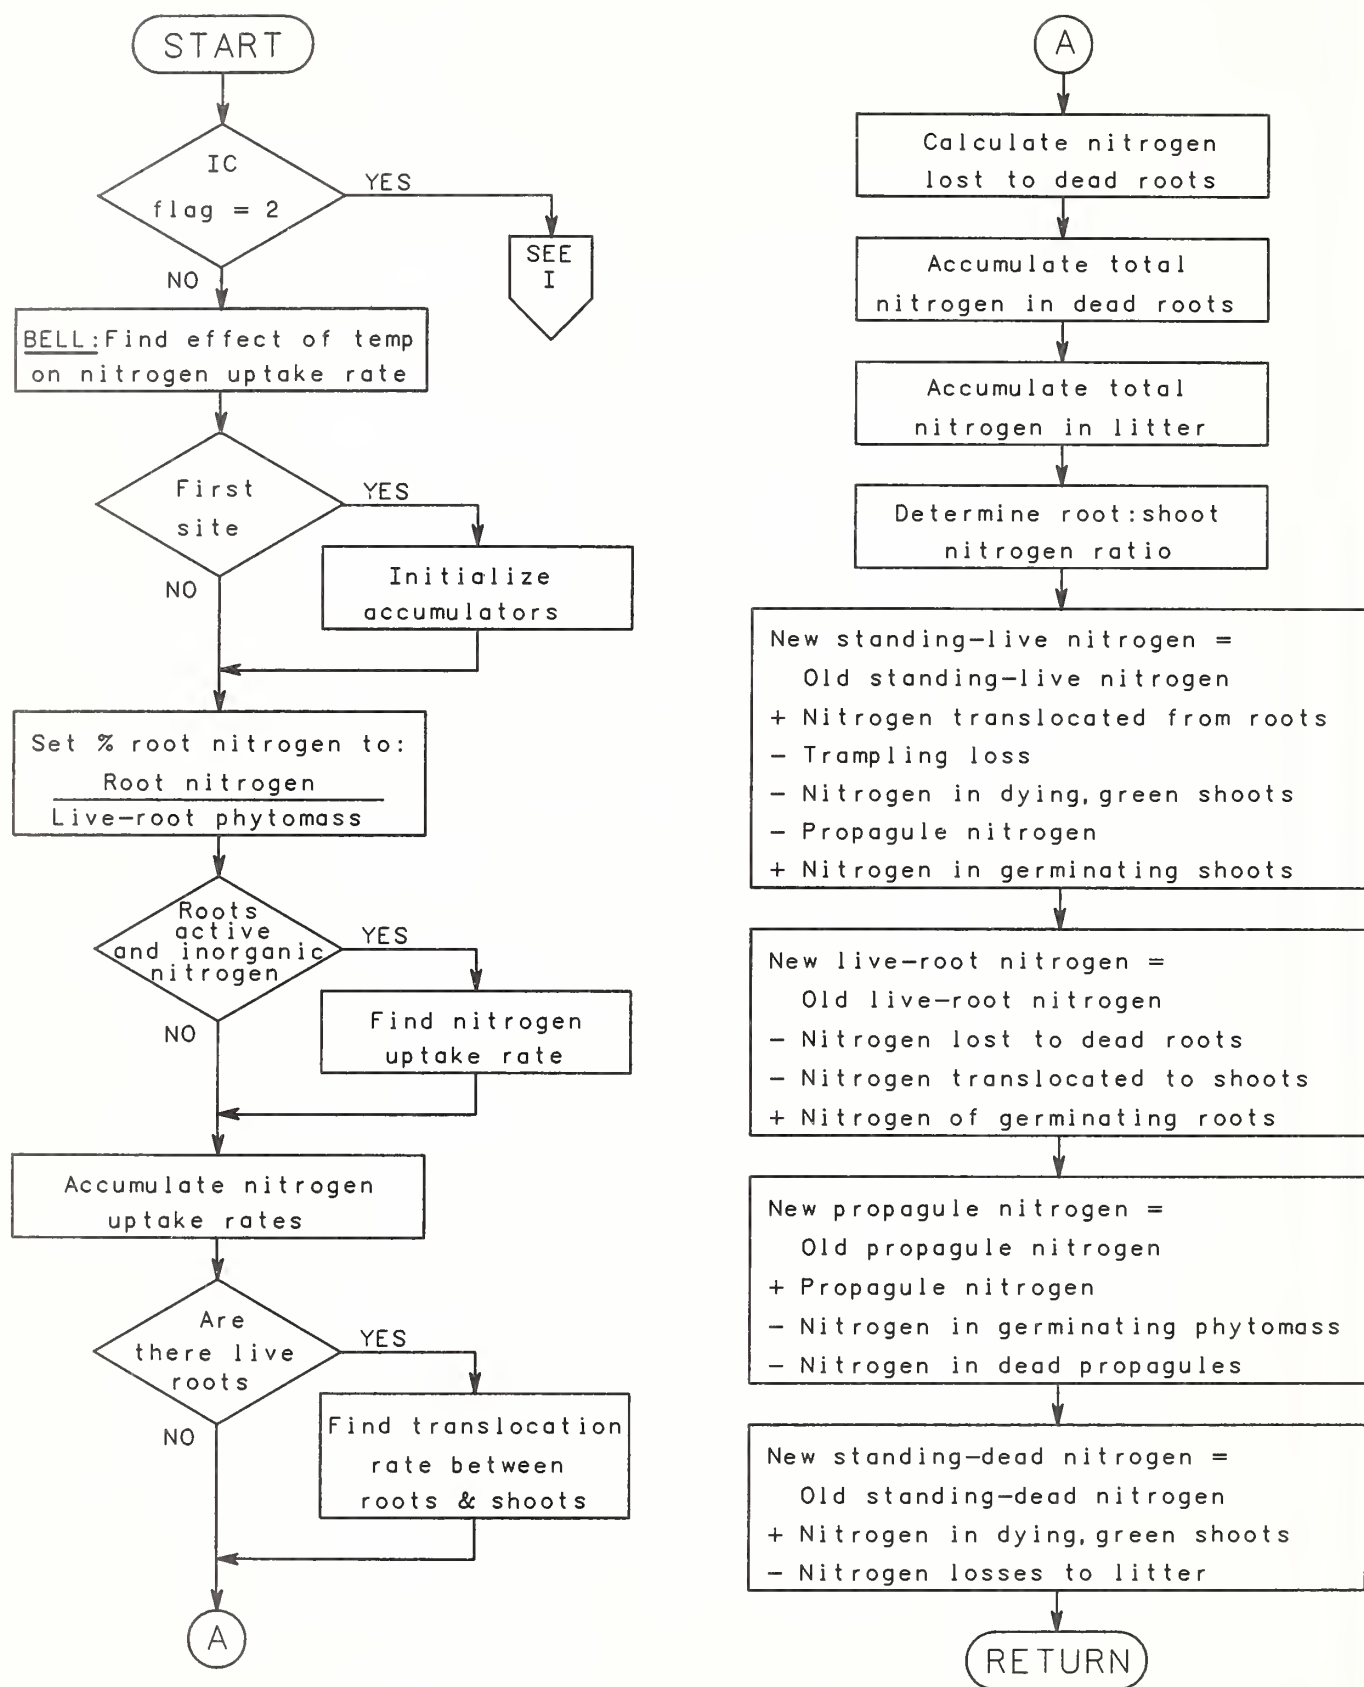 START
IC
flag = 2
YES
SEE
I
NO
BELL:Find effect of temp
on nitrogen uptake rate
First
site
YES
Initialize
accumulators
NO
Set % root nitrogen to:
Root nitrogen
Live-root phytomass
Roots
active
and inorganic
nitrogen
YES
Find nitrogen
uptake rate
NO
Accumulate nitrogen
uptake rates
Are
there live
roots
YES
Find translocation
rate between
roots & shoots
NO
A
A
Calculate nitrogen
lost to dead roots
Accumulate total
nitrogen in dead roots
Accumulate total
nitrogen in litter
Determine root:shoot
nitrogen ratio
New standing-live nitrogen =
Old standing-live nitrogen
+ Nitrogen translocated from roots
- Trampling loss
- Nitrogen in dying,green shoots
- Propagule nitrogen
+ Nitrogen in germinating shoots
New live-root nitrogen =
Old live-root nitrogen
- Nitrogen lost to dead roots
- Nitrogen translocated to shoots
+ Nitrogen of germinating roots
New propagule nitrogen =
Old propagule nitrogen
+ Propagule nitrogen
- Nitrogen in germinating phytomass
- Nitrogen in dead propagules
New standing-dead nitrogen =
Old standing-dead nitrogen
+ Nitrogen in dying,green shoots
- Nitrogen losses to litter
RETURN